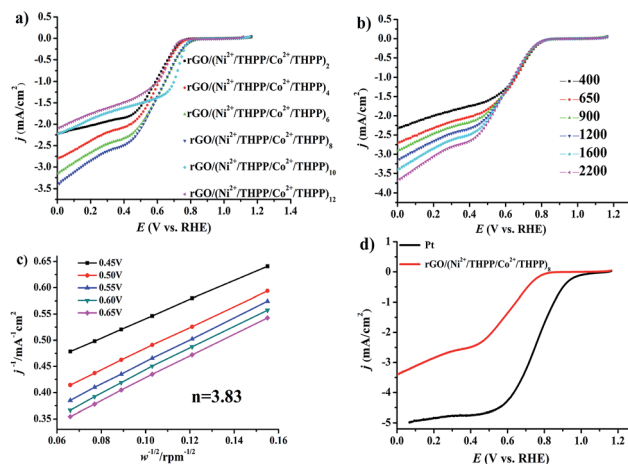 a)
j (mA/cm²)
0.0
-0.5
-1.0
-1.5
-2.0
-2.5
-3.0
-3.5
0.0 0.2 0.4 0.6 0.8 1.0 1.2 1.4
E (V vs. RHE)
rGO/(Ni²⁺/THPP/Co²⁺/THPP)₂
rGO/(Ni²⁺/THPP/Co²⁺/THPP)₄
rGO/(Ni²⁺/THPP/Co²⁺/THPP)₆
rGO/(Ni²⁺/THPP/Co²⁺/THPP)₈
rGO/(Ni²⁺/THPP/Co²⁺/THPP)₁₀
rGO/(Ni²⁺/THPP/Co²⁺/THPP)₁₂
b)
j (mA/cm²)
0.0
-0.5
-1.0
-1.5
-2.0
-2.5
-3.0
-3.5
-4.0
0.0 0.2 0.4 0.6 0.8 1.0 1.2
E (V vs. RHE)
400
650
900
1200
1600
2200
c)
j⁻¹/mA⁻¹cm²
0.65
0.60
0.55
0.50
0.45
0.40
0.35
0.06 0.08 0.10 0.12 0.14 0.16
w⁻¹/²/rpm⁻¹/²
0.45V
0.50V
0.55V
0.60V
0.65V
n=3.83
d)
j/mA/cm²
0
-1
-2
-3
-4
-5
0.0 0.2 0.4 0.6 0.8 1.0 1.2
E (V vs. RHE)
Pt
rGO/(Ni²⁺/THPP/Co²⁺/THPP)₈